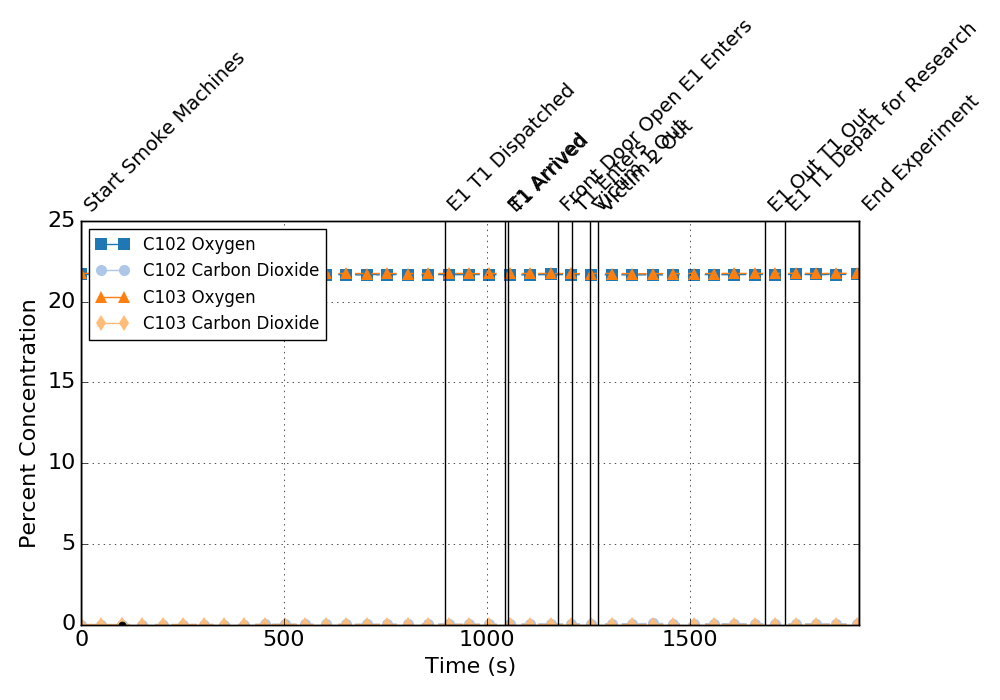 Start Smoke Machines
E1 T1 Dispatched
E1 Arrived
T1 Arrived
Front Door Open E1 Enters
T1 Enters
Victim 1 Out
Victim 2 Out
E1 Out T1 Out
E1 T1 Depart for Research
End Experiment
25
20
15
10
5
0
Percent Concentration
C102 Oxygen
C102 Carbon Dioxide
C103 Oxygen
C103 Carbon Dioxide
0
500
1000
1500
Time (s)